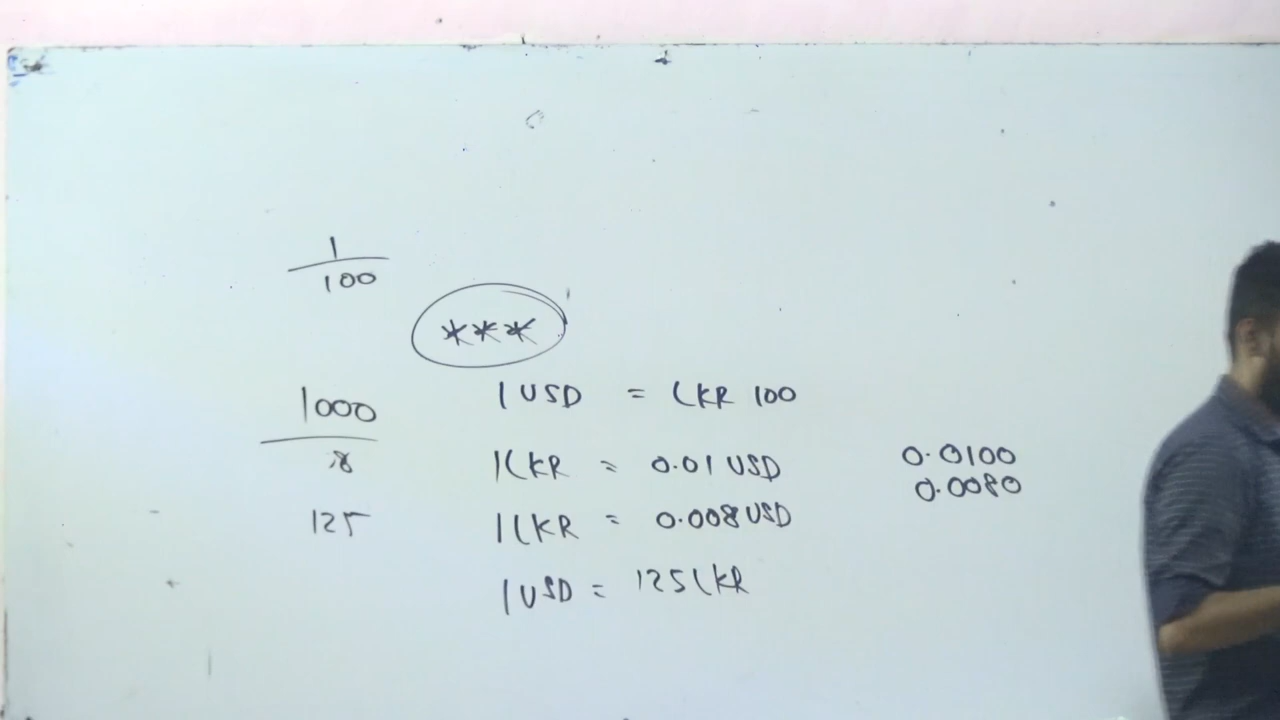 1
100
***
1000
8
125
1 USD = LKR 100
1 LKR = 0.01 USD
1 LKR = 0.008 USD
1 USD = 125 LKR
0.0100
0.0080